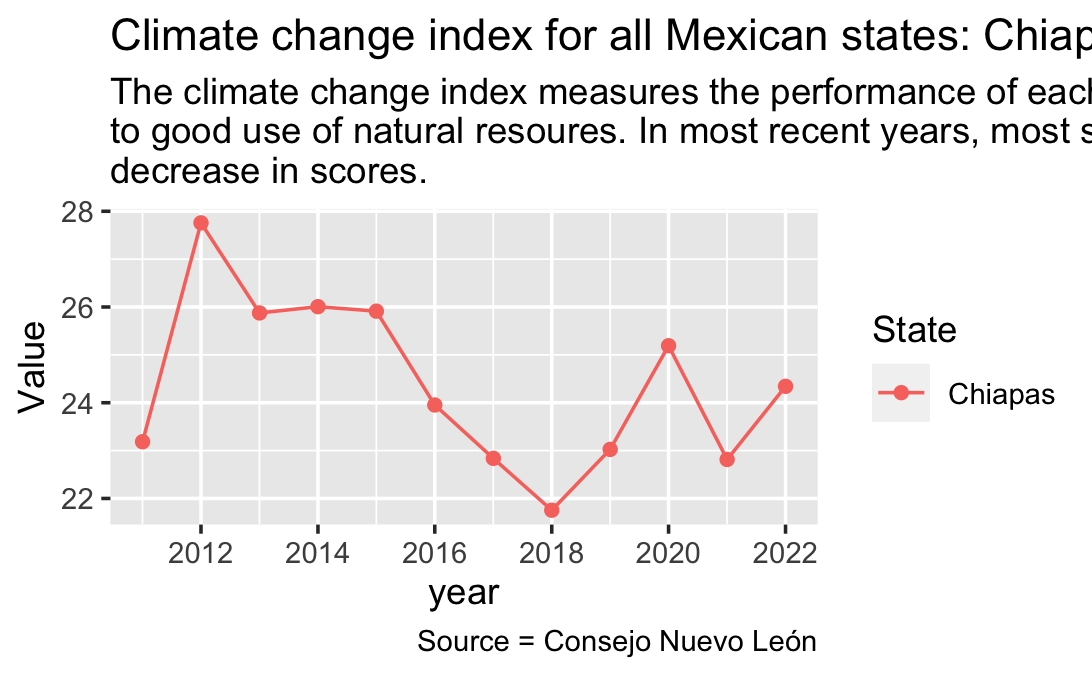 Climate change index for all Mexican states: Chiap
The climate change index measures the performance of each
to good use of natural resoures. In most recent years, most s
decrease in scores.
28
26
24
22
Value
2012 2014 2016 2018 2020 2022
year
State
Chiapas
Source = Consejo Nuevo León